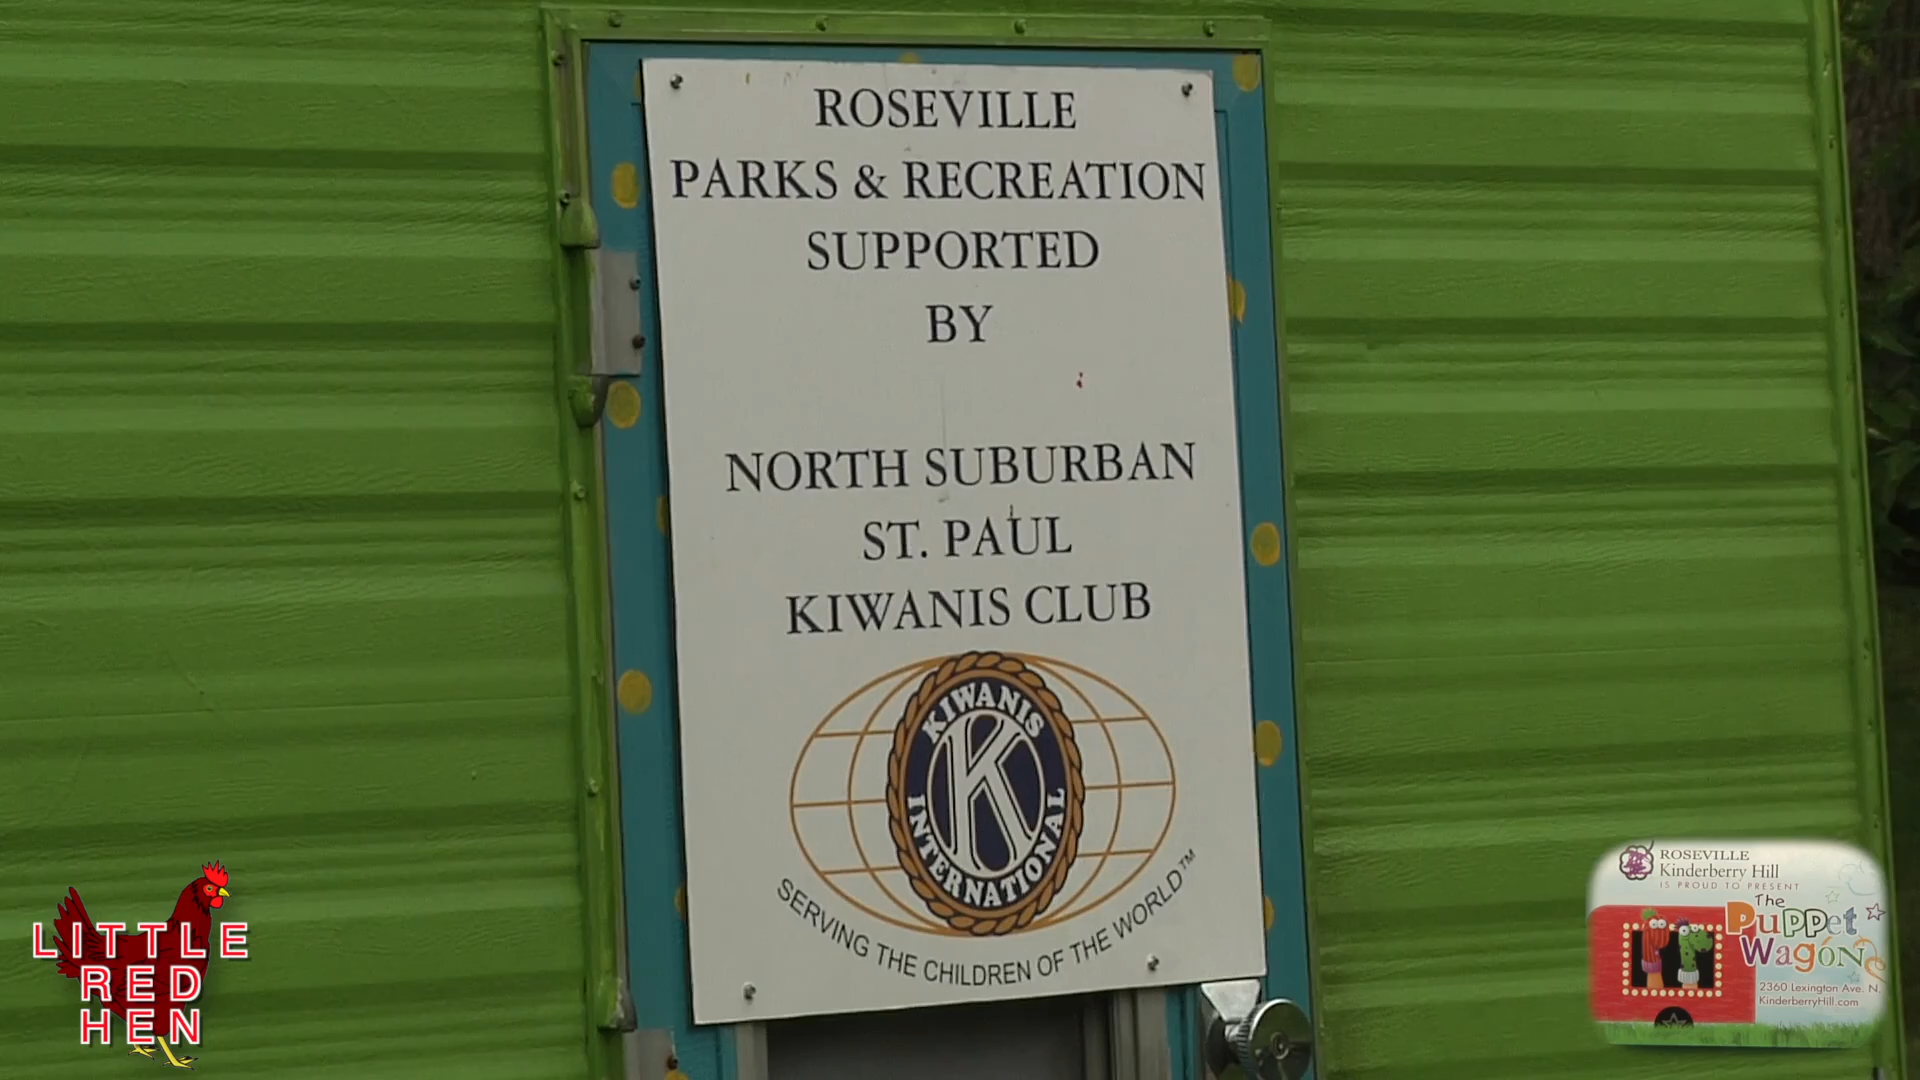 ROSEVILLE
PARKS & RECREATION
SUPPORTED
BY
NORTH SUBURBAN
ST. PAUL
KIWANIS CLUB
KIWANIS
K
INTERNATIONAL
SERVING THE CHILDREN OF THE WORLD™
LITTLE
RED
HEN
ROSEVILLE
Kinderberry Hill
IS PROUD TO PRESENT
The
Puppet
Wagon
2360 Lexington Ave. N.
KinderberryHill.com